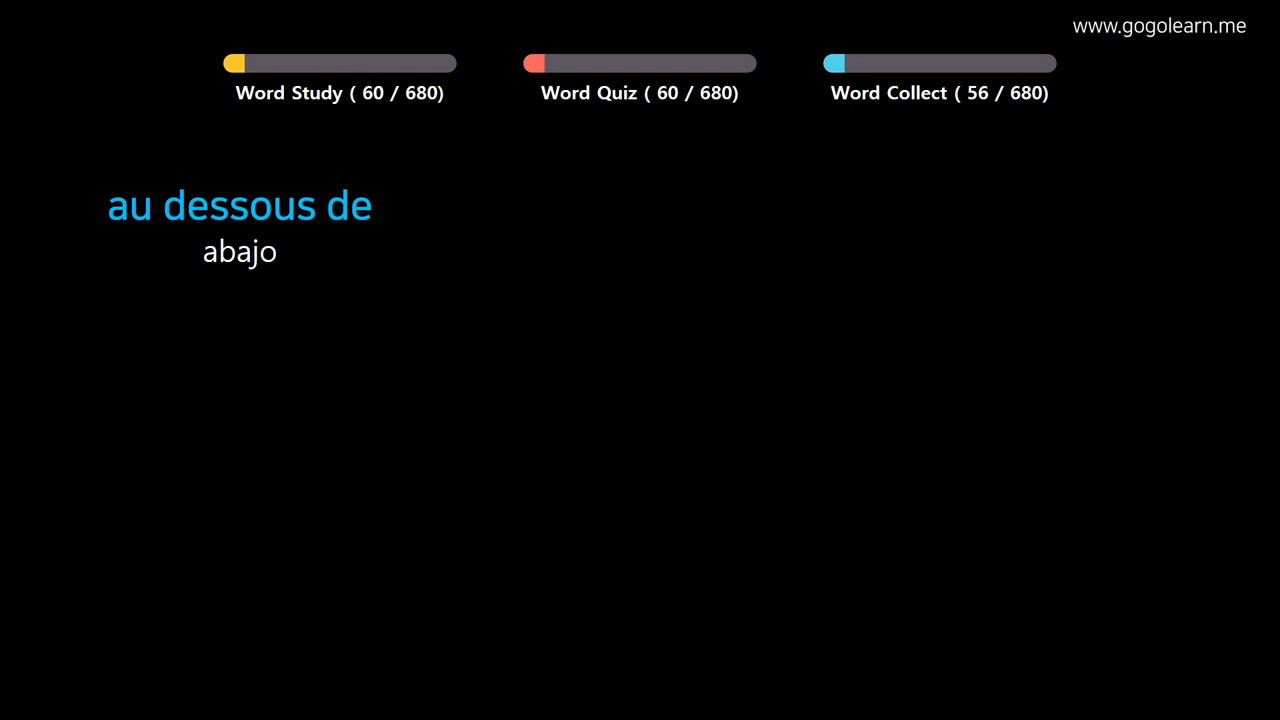 www.gogolearn.me
Word Study ( 60 / 680)
Word Quiz ( 60 / 680)
Word Collect ( 56 / 680)
au dessous de
abajo